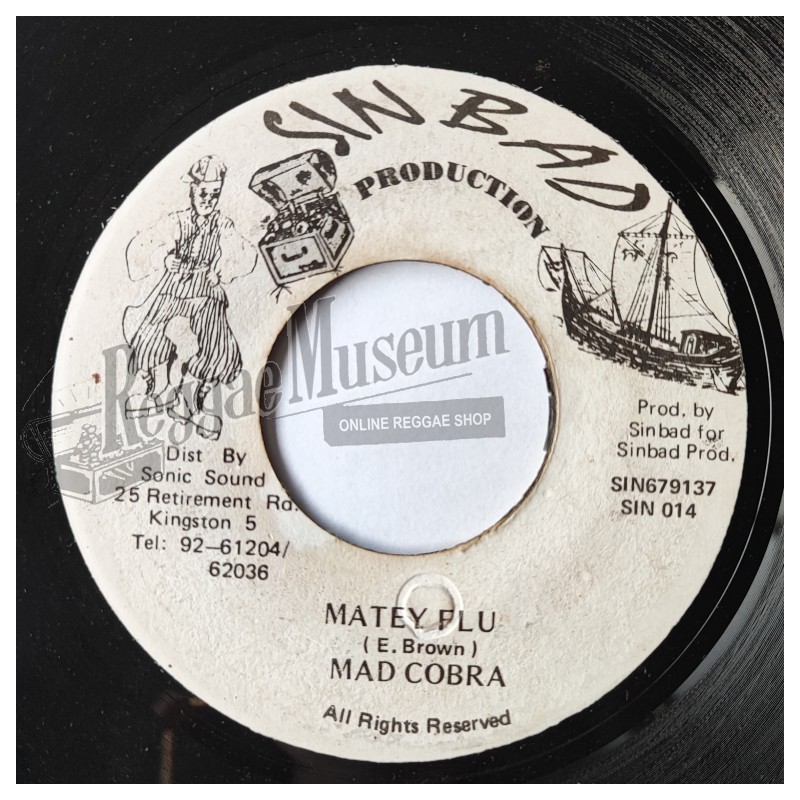 SIN BAD
PRODUCTION
Reggae Museum
ONLINE REGGAE SHOP
Prod. by
Sinbad for
Sinbad Prod.
SIN679137
SIN 014
Dist By
Sonic Sound
25 Retirement Rd.
Kingston 5
Tel: 92-61204/
62036
MATEY FLU
( E. Brown )
MAD COBRA
All Rights Reserved